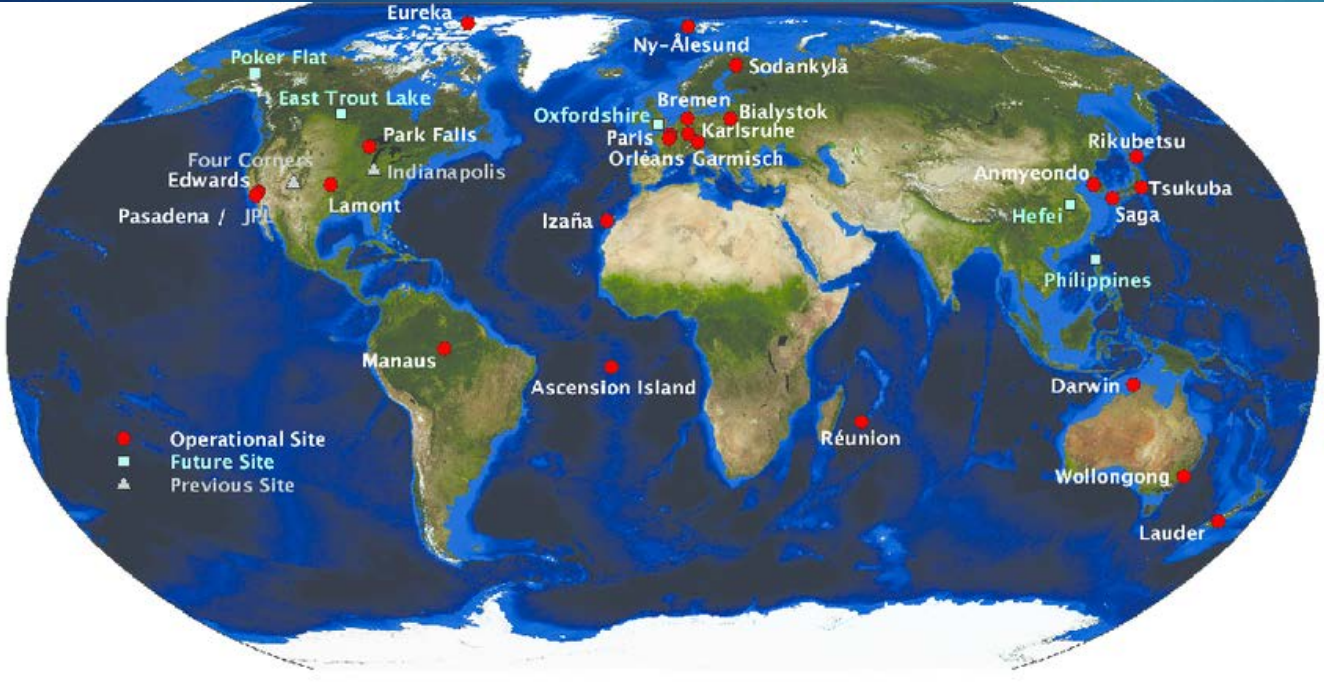 Eureka
Ny-Ålesund
Poker Flat
Sodankylä
East Trout Lake
Bremen
Oxfordshire
Bialystok
Park Falls
Paris
Karlsruhe
Rikubetsu
Four Corners
Indianapolis
Orléans Garmisch
Edwards
Anmyeondo
Tsukuba
Pasadena / JPL
Lamont
Izaña
Hefei
Saga
Philippines
Manaus
Ascension Island
Darwin
Réunion
Operational Site
Future Site
Previous Site
Wollongong
Lauder